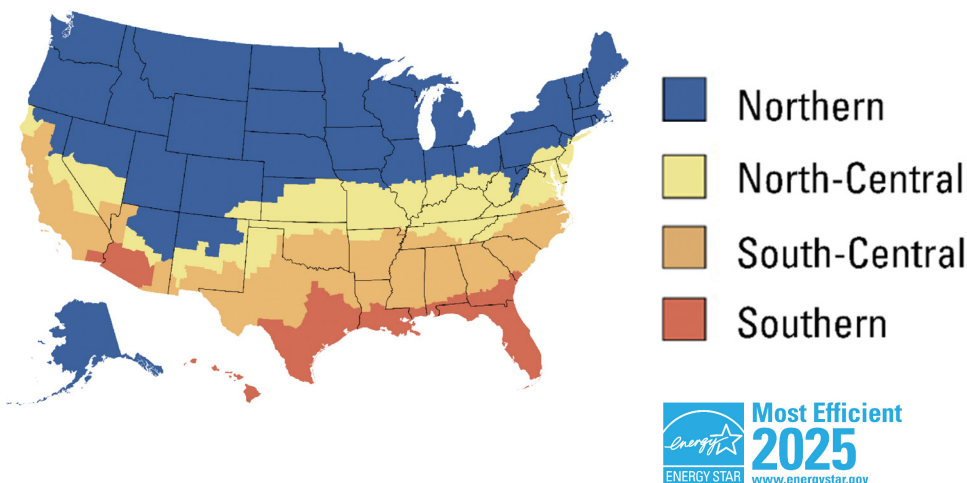 Northern
North-Central
South-Central
Southern
energy
ENERGY STAR
Most Efficient
2025
www.energystar.gov